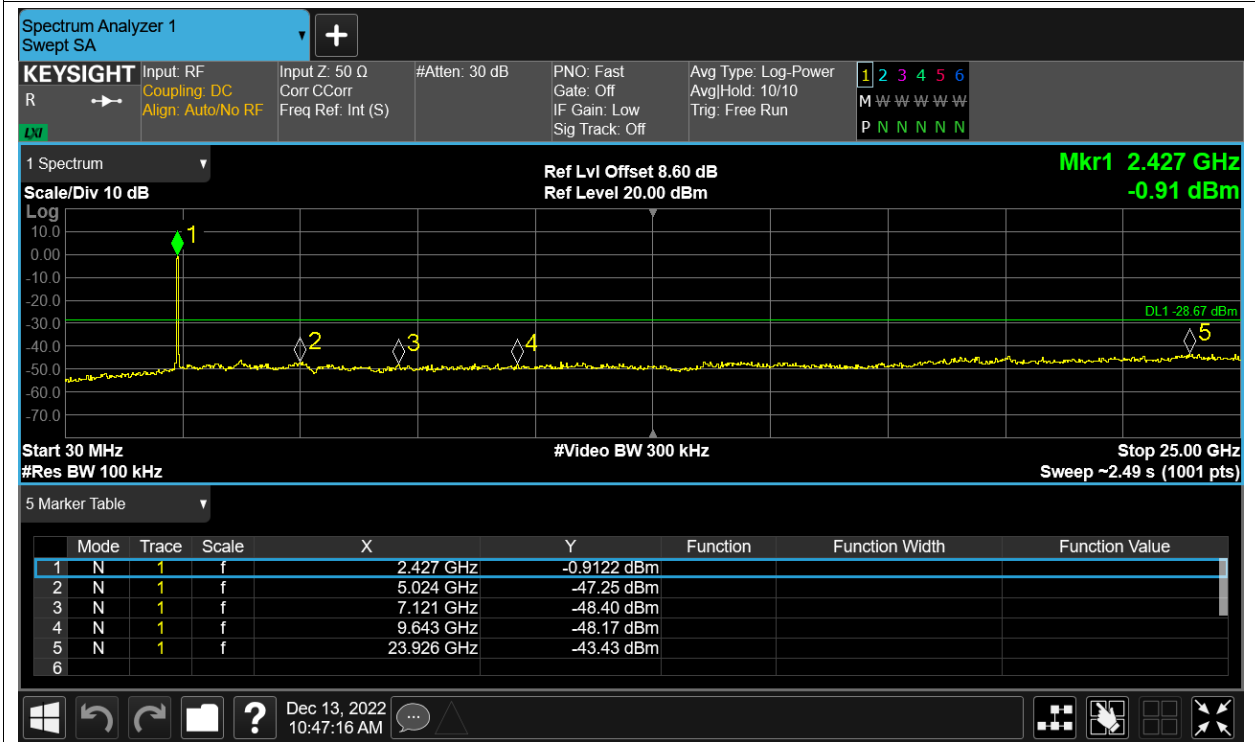 Spectrum Analyzer 1
Swept SA
+
KEYSIGHT
R
LXI
Input: RF
Coupling: DC
Align: Auto/No RF
Input Z: 50 Ω
Corr CCorr
Freq Ref: Int (S)
#Atten: 30 dB
PNO: Fast
Gate: Off
IF Gain: Low
Sig Track: Off
Avg Type: Log-Power
Avg|Hold: 10/10
Trig: Free Run
1 2 3 4 5 6
M W W W W W
P N N N N N
1 Spectrum
Scale/Div 10 dB
Ref Lvl Offset 8.60 dB
Ref Level 20.00 dBm
Mkr1 2.427 GHz
-0.91 dBm
Log
10.0
0.00
-10.0
-20.0
-30.0
-40.0
-50.0
-60.0
-70.0
1
2
3
4
5
DL1 -28.67 dBm
Start 30 MHz
#Res BW 100 kHz
#Video BW 300 kHz
Stop 25.00 GHz
Sweep ~2.49 s (1001 pts)
5 Marker Table
Mode Trace Scale X Y Function Function Width Function Value
1 N 1 f 2.427 GHz -0.9122 dBm
2 N 1 f 5.024 GHz -47.25 dBm
3 N 1 f 7.121 GHz -48.40 dBm
4 N 1 f 9.643 GHz -48.17 dBm
5 N 1 f 23.926 GHz -43.43 dBm
6
?
Dec 13, 2022
10:47:16 AM